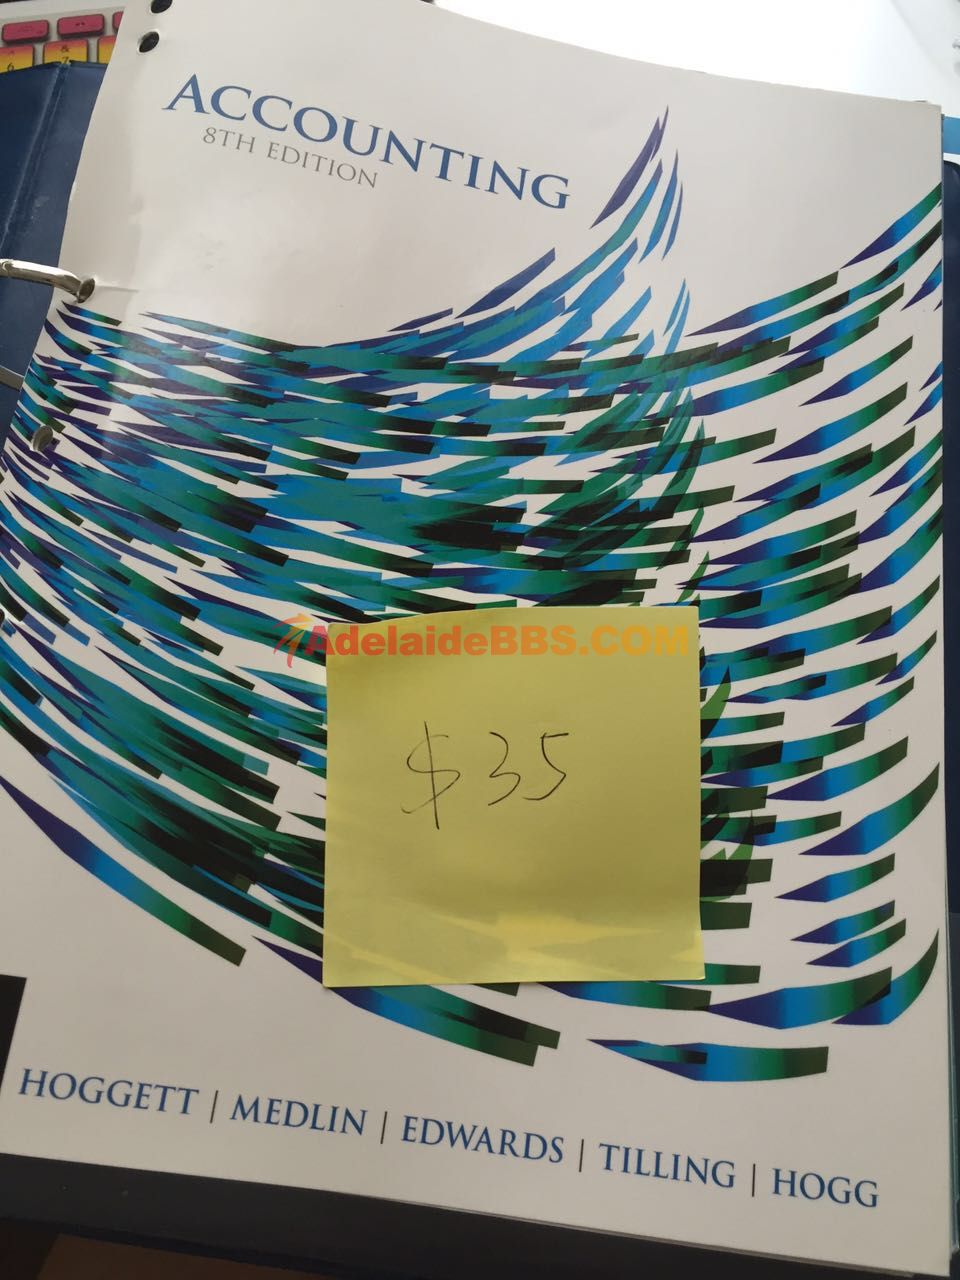 ACCOUNTING
8TH EDITION
AdelaideBBS.COM
$35
HOGGETT | MEDLIN | EDWARDS | TILLING | HOGG